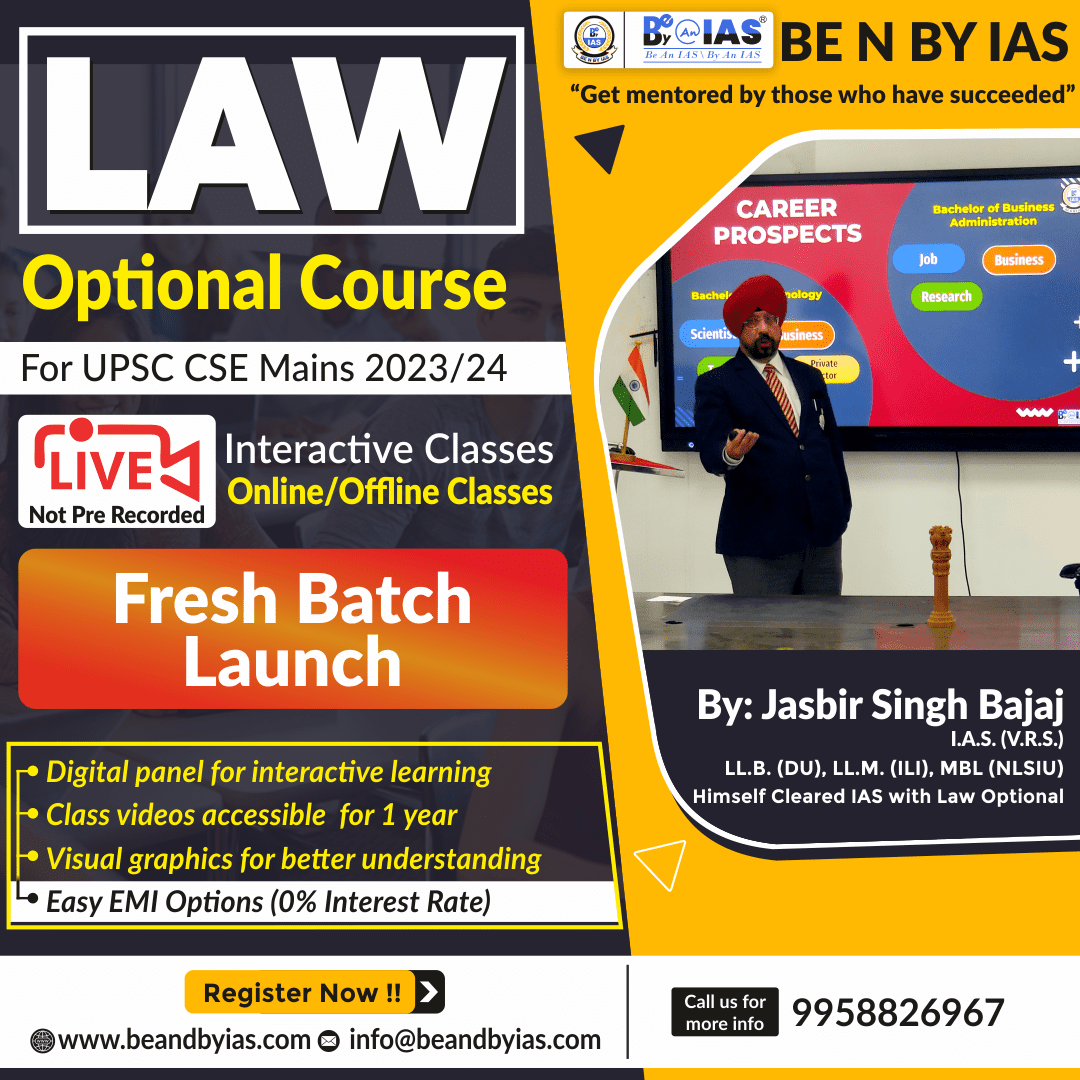 LAW
Optional Course
For UPSC CSE Mains 2023/24
LIVE
Not Pre Recorded
Interactive Classes
Online/Offline Classes
Fresh Batch
Launch
Digital panel for interactive learning
Class videos accessible for 1 year
Visual graphics for better understanding
Easy EMI Options (0% Interest Rate)
IAS
BE N BY IAS
Be By An IAS®
Be An IAS \ By An IAS
BE N BY IAS
“Get mentored by those who have succeeded”
CAREER
PROSPECTS
Bachelor of Business
Administration
Job
Business
Research
By: Jasbir Singh Bajaj
I.A.S. (V.R.S.)
LL.B. (DU), LL.M. (ILI), MBL (NLSIU)
Himself Cleared IAS with Law Optional
Register Now !!
www.beandbyias.com info@beandbyias.com
Call us for
more info
9958826967